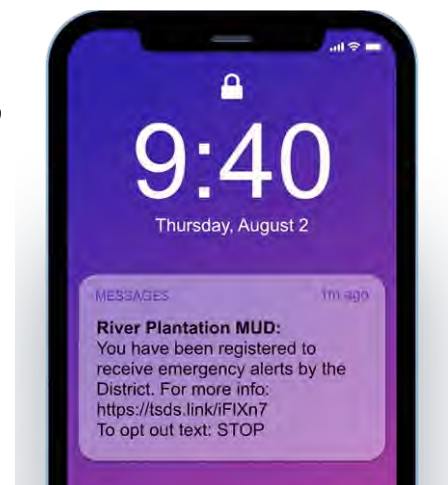 9:40
Thursday, August 2
MESSAGES 1m ago
River Plantation MUD:
You have been registered to
receive emergency alerts by the
District. For more info:
https://tsds.link/iFlXn7
To opt out text: STOP